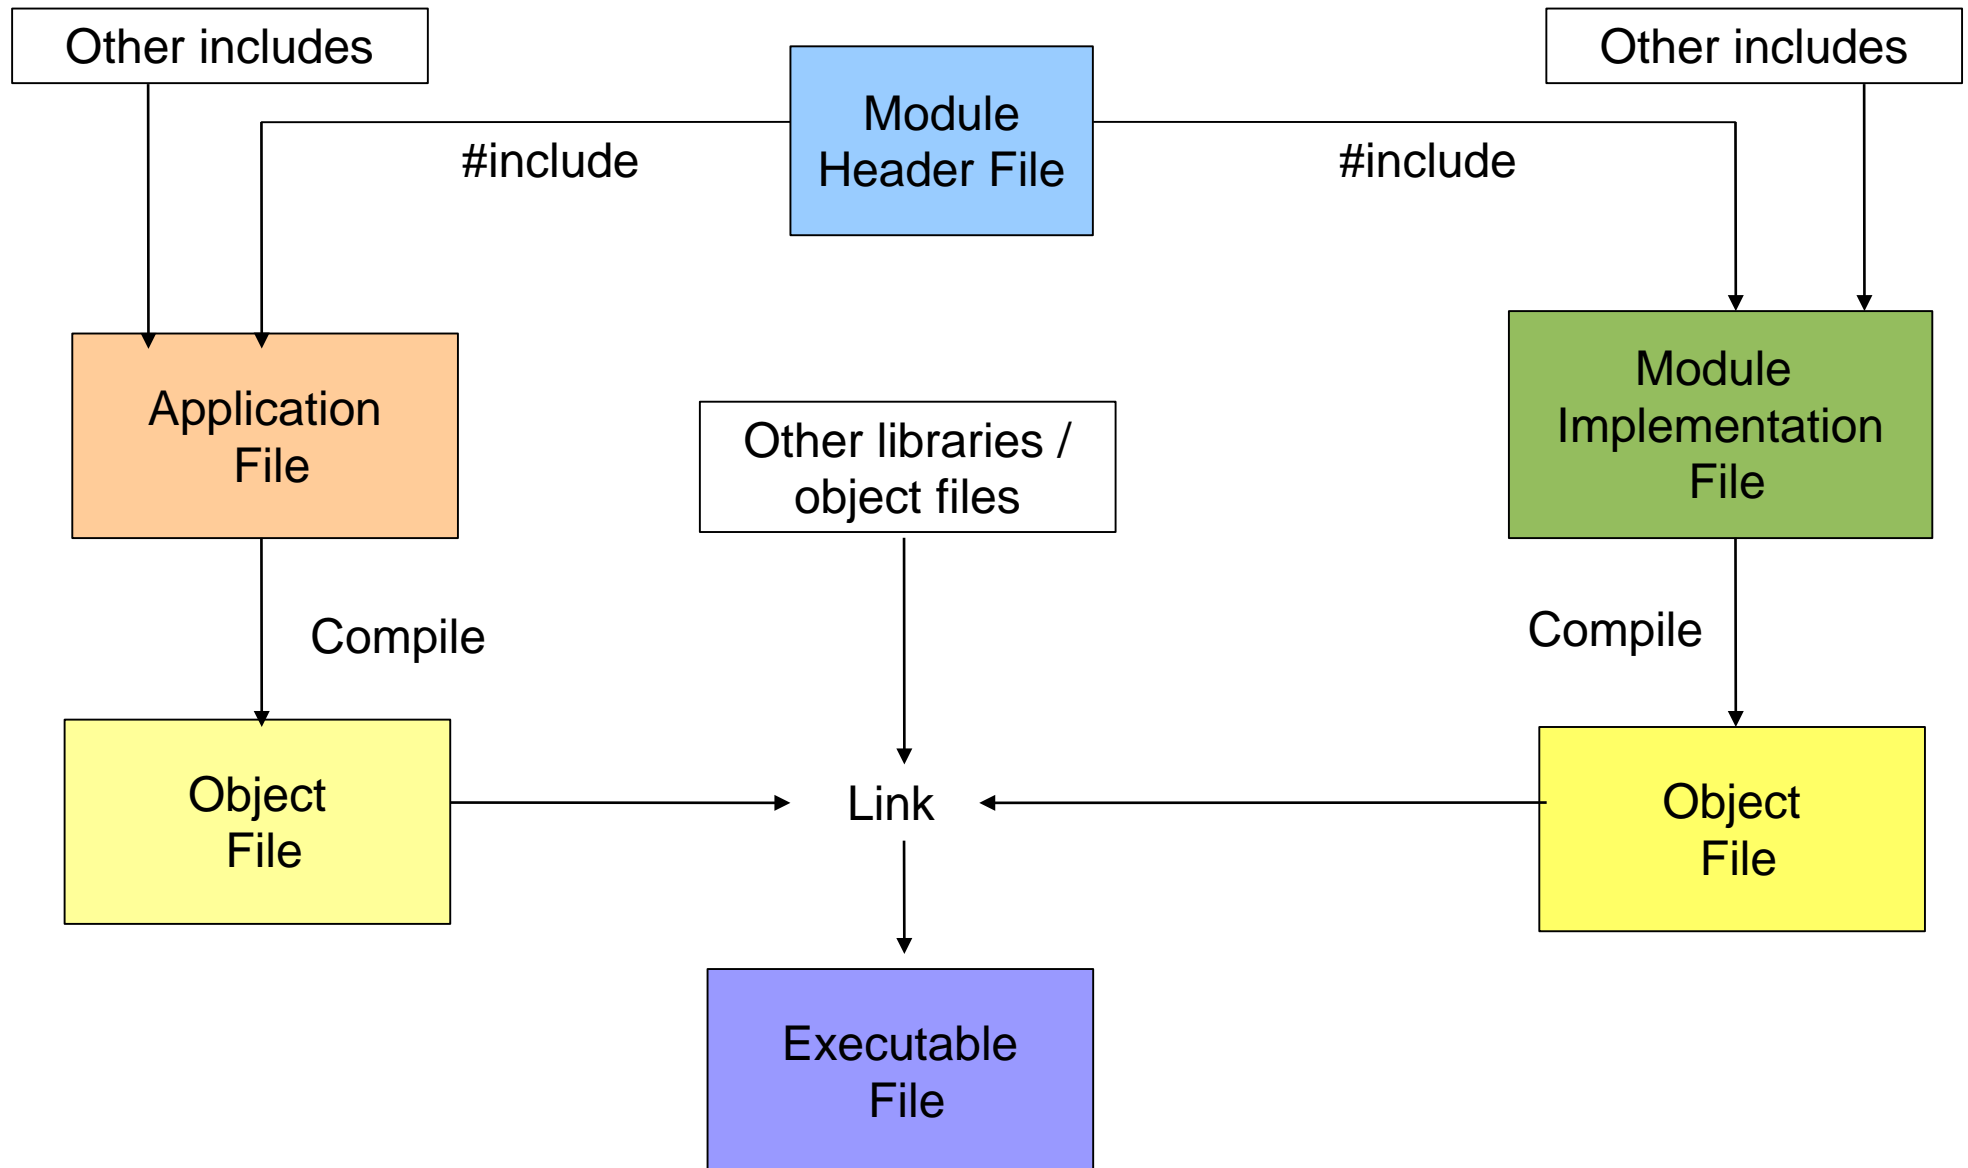 Other includes
Other includes
Module
Header File
#include
#include
Application
File
Other libraries /
object files
Module
Implementation
File
Compile
Compile
Object
File
Link
Object
File
Executable
File